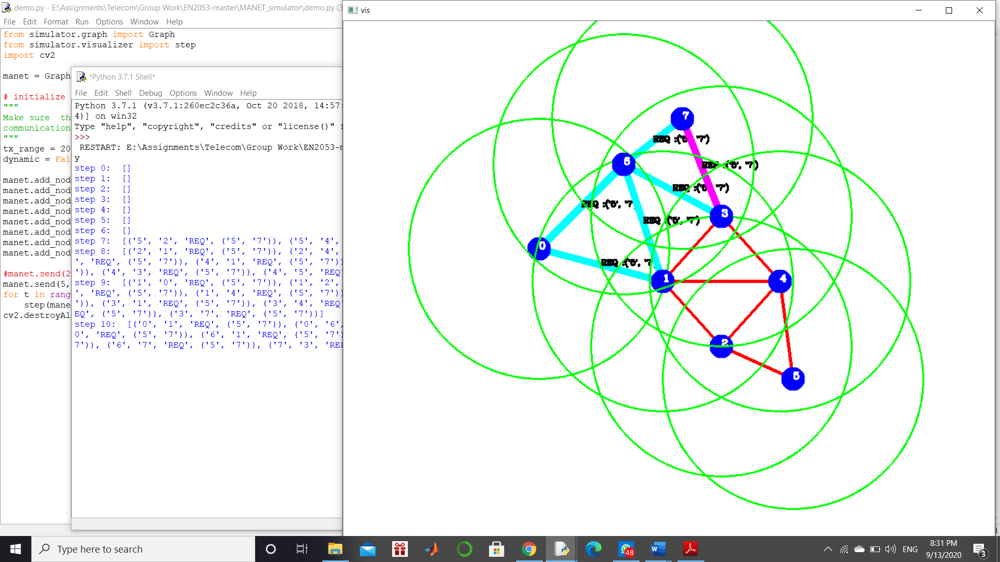 demo.py - E:\Assignments\Telecom\Group Work\EN2053-master\MANET_simulator\demo.py (3
File Edit Format Run Options Window Help
from simulator.graph import Graph
from simulator.visualizer import step
import cv2
manet = Graph
# initialize
"""
Make sure th
communication
"""
tx_range = 20
dynamic = Fal
manet.add_nod
manet.add_nod
manet.add_nod
manet.add_nod
manet.add_nod
manet.add_nod
manet.add_nod
manet.add_nod
#manet.send(2
manet.send(5,
for t in rang
step(mane
cv2.destroyAl
*Python 3.7.1 Shell*
File Edit Shell Debug Options Window Help
Python 3.7.1 (v3.7.1:260ec2c36a, Oct 20 2018, 14:57:
4)] on win32
Type "help", "copyright", "credits" or "license()" f
>>>
RESTART: E:\Assignments\Telecom\Group Work\EN2053-m
y
step 0: []
step 1: []
step 2: []
step 3: []
step 4: []
step 5: []
step 6: []
step 7: [('5', '2', 'REQ', ('5', '7')), ('5', '4',
step 8: [('2', '1', 'REQ', ('5', '7')), ('2', '4',
', 'REQ', ('5', '7')), ('4', '1', 'REQ', ('5', '7'))
')), ('4', '3', 'REQ', ('5', '7')), ('4', '5', 'REQ'
step 9: [('1', '0', 'REQ', ('5', '7')), ('1', '2',
', 'REQ', ('5', '7')), ('1', '4', 'REQ', ('5', '7'))
')), ('3', '1', 'REQ', ('5', '7')), ('3', '4', 'REQ'
EQ', ('5', '7')), ('3', '7', 'REQ', ('5', '7'))]
step 10: [('0', '1', 'REQ', ('5', '7')), ('0', '6',
0', 'REQ', ('5', '7')), ('6', '1', 'REQ', ('5', '7')
7')), ('6', '7', 'REQ', ('5', '7')), ('7', '3', 'REP
vis
7
REQ :('5', '7')
6
REP :('5', '7')
REQ :('5', '7')
REQ :('5', '7
3
REQ :('5', '7')
0
REQ :('5', '7
1
4
2
5
Type here to search
48
ENG
8:31 PM
9/13/2020
3